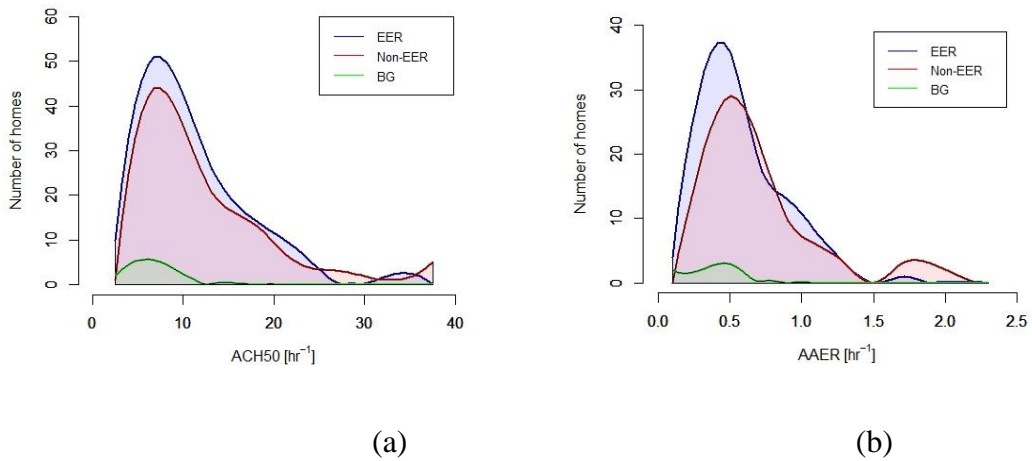 60
50
40
30
20
10
0
Number of homes
EER
Non-EER
BG
0 10 20 30 40
ACH50 [hr⁻¹]
(a)
40
30
20
10
0
Number of homes
EER
Non-EER
BG
0.0 0.5 1.0 1.5 2.0 2.5
AAER [hr⁻¹]
(b)